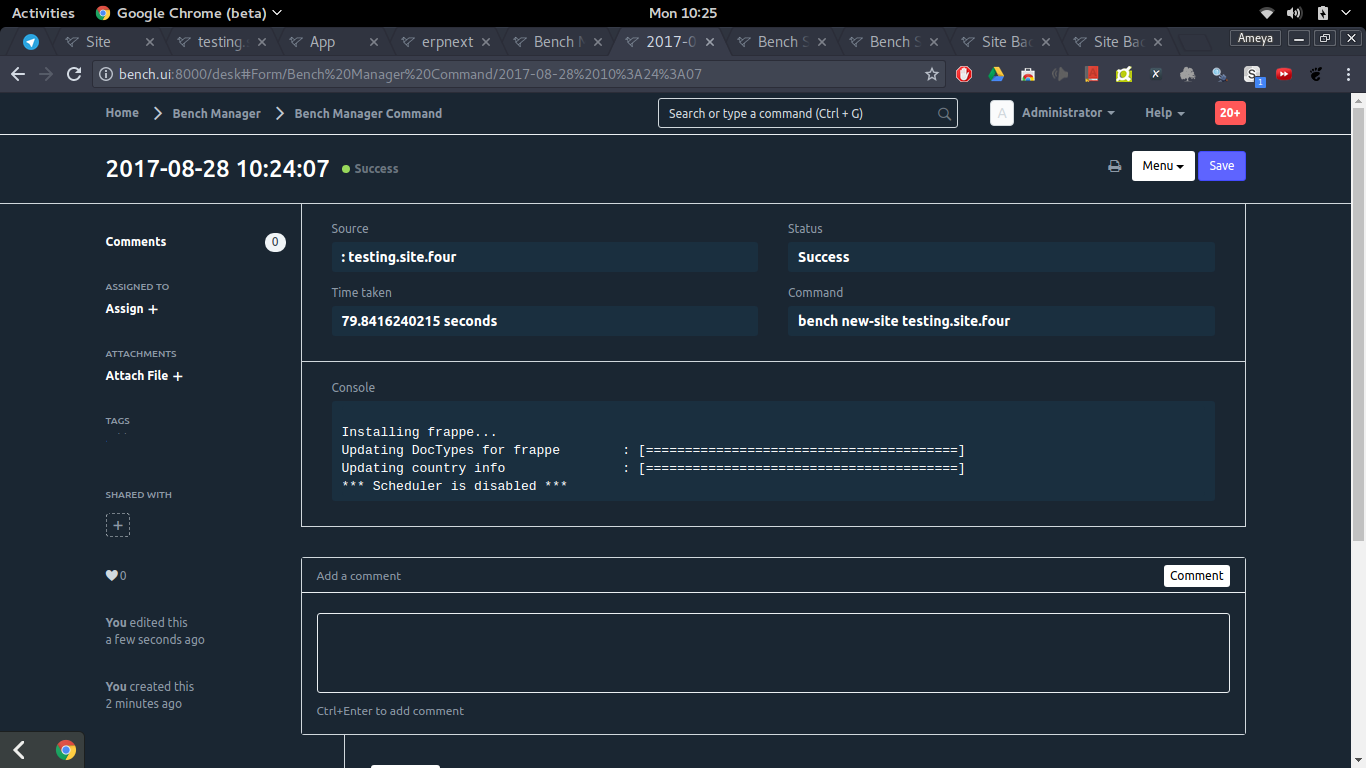 Activities Google Chrome (beta) Mon 10:25
Site testing. App erpnext Bench M 2017-0 Bench S Bench S Site Bac Site Bac Ameya
bench.ui:8000/desk#Form/Bench%20Manager%20Command/2017-08-28%2010%3A24%3A07
Home Bench Manager Bench Manager Command Search or type a command (Ctrl + G) A Administrator Help 20+
2017-08-28 10:24:07 Success Menu Save
Comments 0
ASSIGNED TO
Assign +
ATTACHMENTS
Attach File +
TAGS
SHARED WITH
+
0
You edited this
a few seconds ago
You created this
2 minutes ago
Source
: testing.site.four
Status
Success
Time taken
79.8416240215 seconds
Command
bench new-site testing.site.four
Console
Installing frappe...
Updating DocTypes for frappe        : [========================================]
Updating country info               : [========================================]
*** Scheduler is disabled ***
Add a comment Comment
Ctrl+Enter to add comment